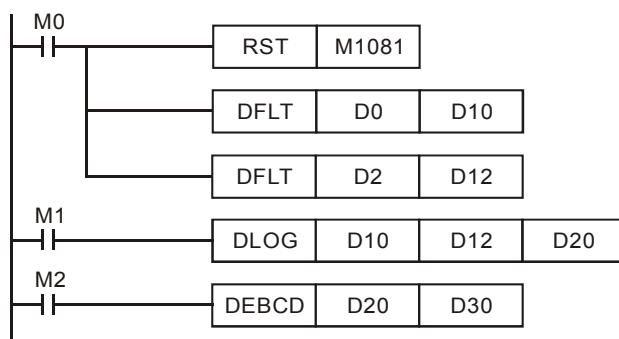 M0
RST M1081
DFLT D0 D10
DFLT D2 D12
M1
DLOG D10 D12 D20
M2
DEBCD D20 D30